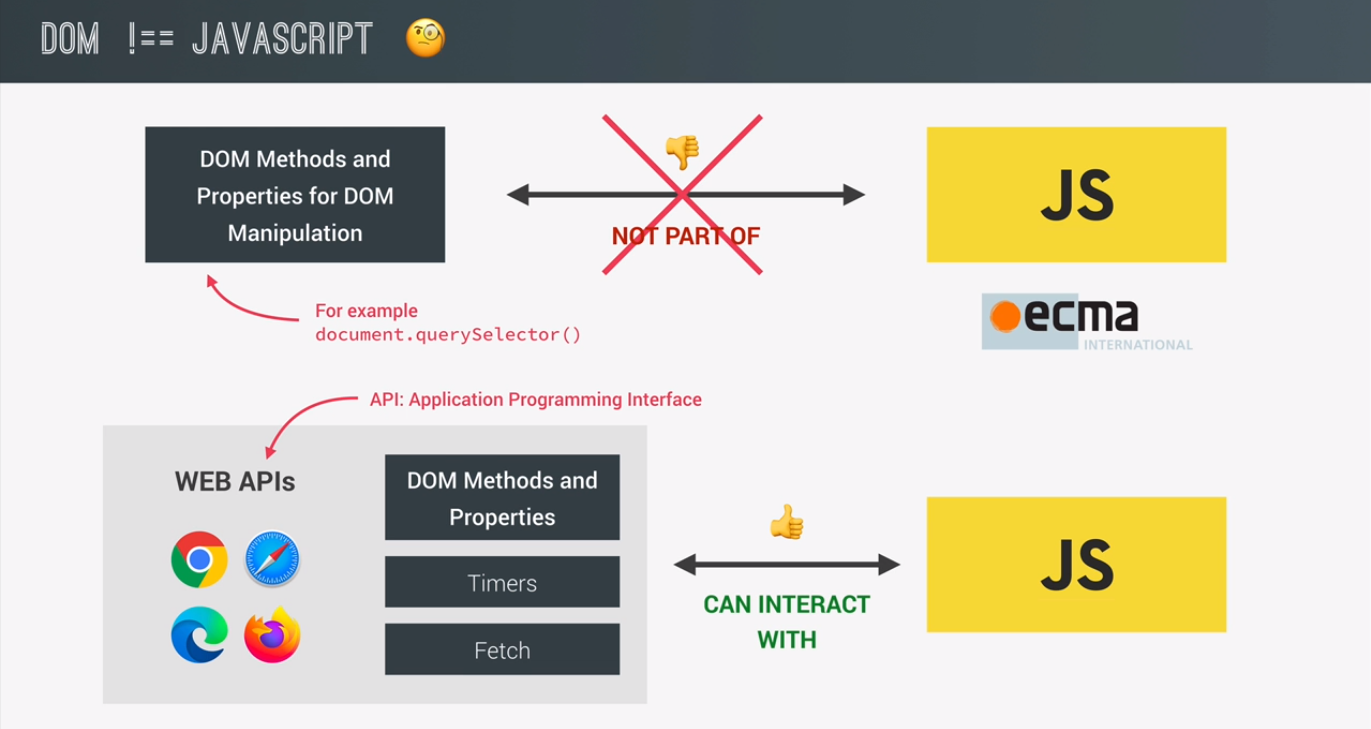 DOM !== JAVASCRIPT
DOM Methods and
Properties for DOM
Manipulation
NOT PART OF
JS
ecma
INTERNATIONAL
For example
document.querySelector()
API: Application Programming Interface
WEB APIs
DOM Methods and
Properties
Timers
Fetch
CAN INTERACT
WITH
JS